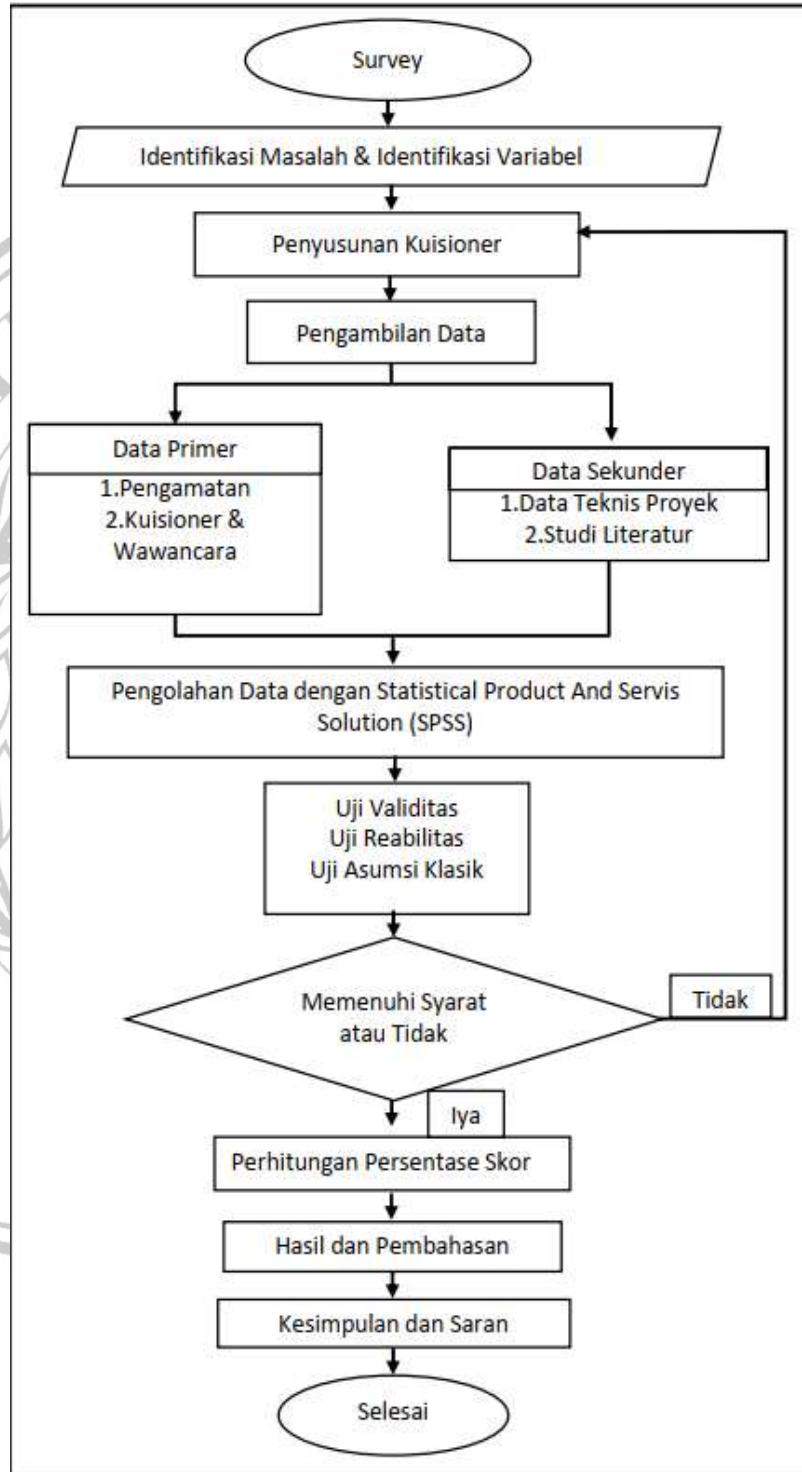 Survey
Identifikasi Masalah & Identifikasi Variabel
Penyusunan Kuisioner
Pengambilan Data
Data Primer
1.Pengamatan
2.Kuisioner &
Wawancara
Data Sekunder
1.Data Teknis Proyek
2.Studi Literatur
Pengolahan Data dengan Statistical Product And Servis
Solution (SPSS)
Uji Validitas
Uji Reabilitas
Uji Asumsi Klasik
Memenuhi Syarat
atau Tidak
Tidak
Iya
Perhitungan Persentase Skor
Hasil dan Pembahasan
Kesimpulan dan Saran
Selesai